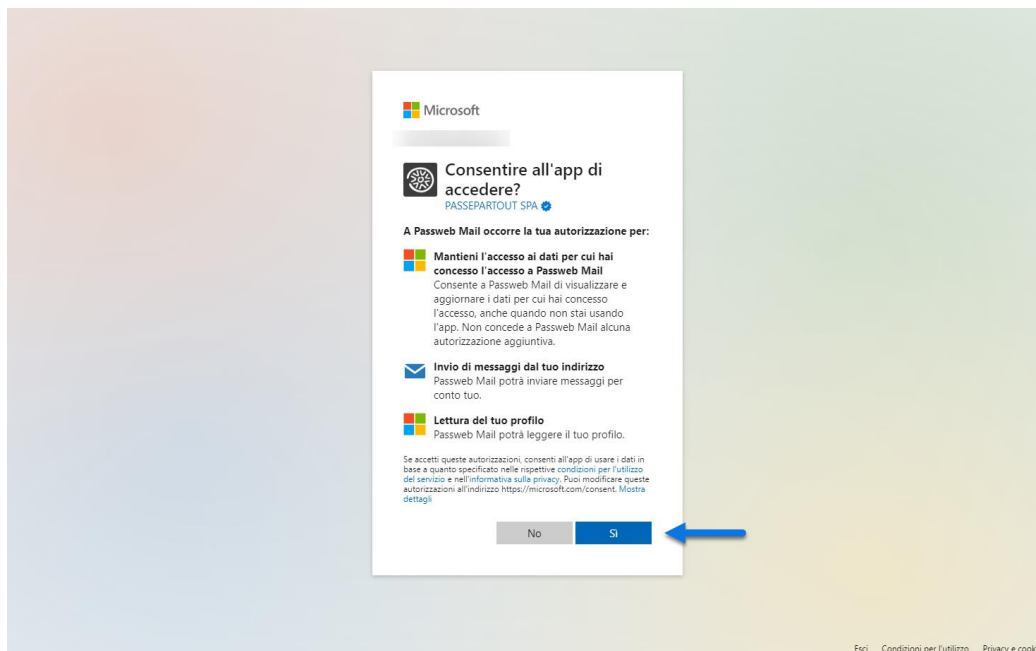 Microsoft
Consentire all'app di
accedere?
PASSEPARTOUT SPA
A Passweb Mail occorre la tua autorizzazione per:
Mantieni l'accesso ai dati per cui hai
concesso l'accesso a Passweb Mail
Consente a Passweb Mail di visualizzare e
aggiornare i dati per cui hai concesso
l'accesso, anche quando non stai usando
l'app. Non concede a Passweb Mail alcuna
autorizzazione aggiuntiva.
Invio di messaggi dal tuo indirizzo
Passweb Mail potrà inviare messaggi per
conto tuo.
Lettura del tuo profilo
Passweb Mail potrà leggere il tuo profilo.
Se accetti queste autorizzazioni, consenti all'app di usare i dati in
base a quanto specificato nelle rispettive condizioni per l'utilizzo
del servizio e nell'informativa sulla privacy. Puoi modificare queste
autorizzazioni all'indirizzo https://microsoft.com/consent. Mostra
dettagli
No Sì
Esci Condizioni per l'utilizzo Privacy e cook